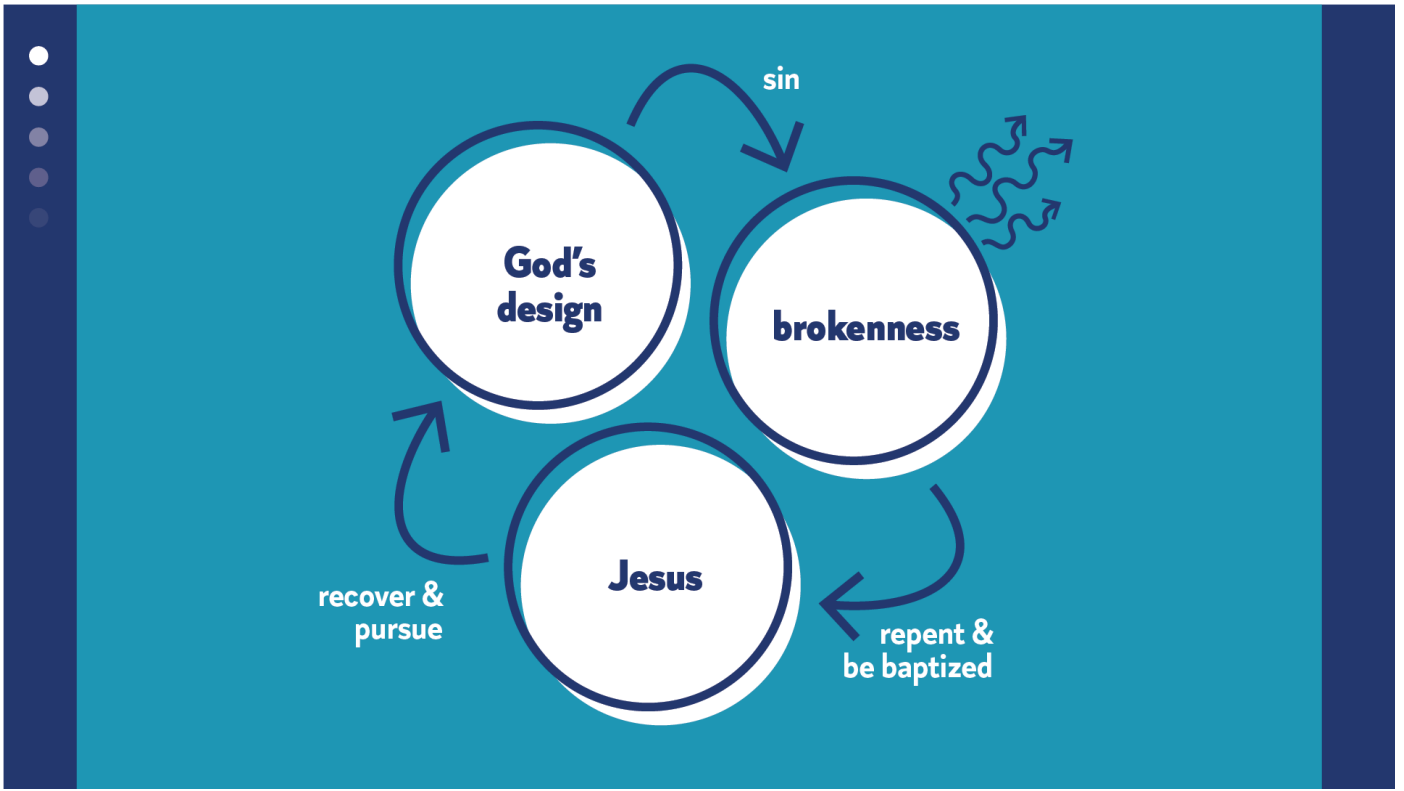 sin
God's
design
brokenness
Jesus
recover &
pursue
repent &
be baptized